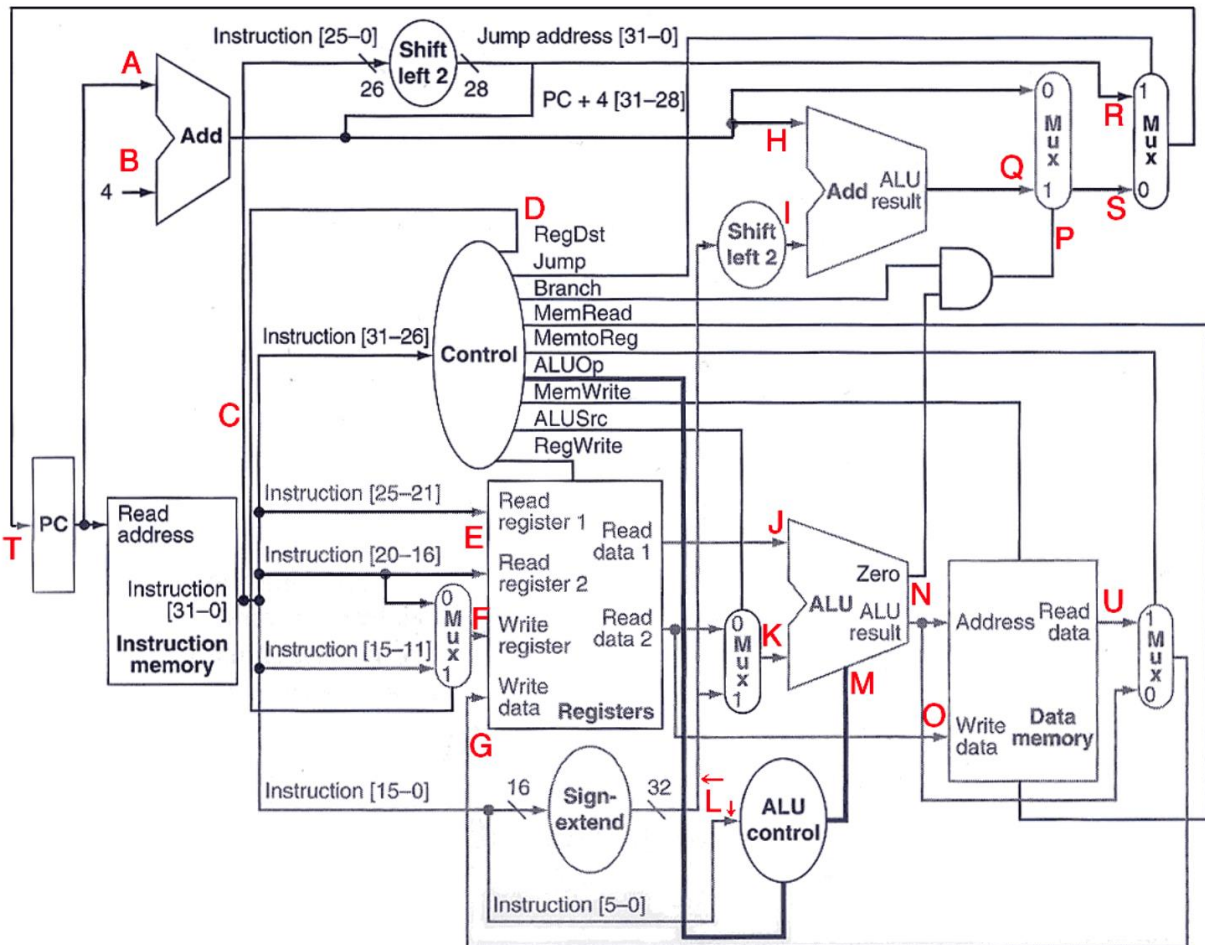 Instruction [25–0]
Shift
left 2
26
28
Jump address [31–0]
PC + 4 [31–28]
A
B
4
Add
H
I
Add
ALU
result
Shift
left 2
Q
0
M
u
x
1
R
S
1
M
u
x
0
P
D
RegDst
Jump
Branch
MemRead
MemtoReg
ALUOp
MemWrite
ALUSrc
RegWrite
Control
Instruction [31–26]
C
T
PC
Read
address
Instruction
[31–0]
Instruction
memory
Instruction [25–21]
Instruction [20–16]
Instruction [15–11]
0
M
u
x
1
E
F
G
Read
register 1
Read
register 2
Write
register
Write
data
Read
data 1
Read
data 2
Registers
J
K
0
M
u
x
1
Zero
ALU
ALU
result
M
N
O
Address
Write
data
Read
data
Data
memory
U
1
M
u
x
0
Instruction [15–0]
16
Sign-
extend
32
←
L↓
ALU
control
Instruction [5–0]